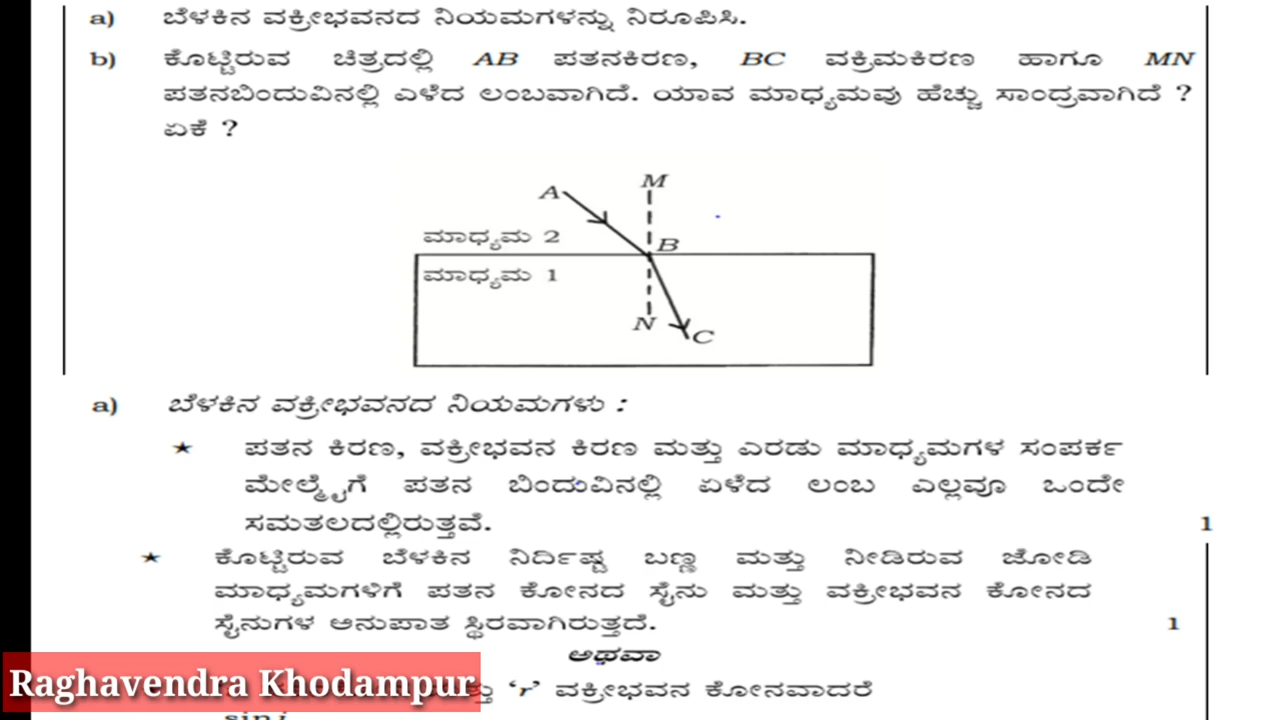 a) ಬೆಳಕಿನ ವಕ್ರೀಭವನದ ನಿಯಮಗಳನ್ನು ನಿರೂಪಿಸಿ.
b) ಕೊಟ್ಟಿರುವ ಚಿತ್ರದಲ್ಲಿ AB ಪತನಕಿರಣ, BC ವಕ್ರಿಮಕಿರಣ ಹಾಗೂ MN
ಪತನಬಿಂದುವಿನಲ್ಲಿ ಎಳೆದ ಲಂಬವಾಗಿದೆ. ಯಾವ ಮಾಧ್ಯಮವು ಹೆಚ್ಚು ಸಾಂದ್ರವಾಗಿದೆ ?
ಏಕೆ ?
A M
ಮಾಧ್ಯಮ 2 B
ಮಾಧ್ಯಮ 1
N C
a) ಬೆಳಕಿನ ವಕ್ರೀಭವನದ ನಿಯಮಗಳು :
★ ಪತನ ಕಿರಣ, ವಕ್ರೀಭವನ ಕಿರಣ ಮತ್ತು ಎರಡು ಮಾಧ್ಯಮಗಳ ಸಂಪರ್ಕ
ಮೇಲ್ಮೈಗೆ ಪತನ ಬಿಂದುವಿನಲ್ಲಿ ಏಳೆದ ಲಂಬ ಎಲ್ಲವೂ ಒಂದೇ
ಸಮತಲದಲ್ಲಿರುತ್ತವೆ. 1
★ ಕೊಟ್ಟಿರುವ ಬೆಳಕಿನ ನಿರ್ದಿಷ್ಟ ಬಣ್ಣ ಮತ್ತು ನೀಡಿರುವ ಜೋಡಿ
ಮಾಧ್ಯಮಗಳಿಗೆ ಪತನ ಕೋನದ ಸೈನು ಮತ್ತು ವಕ್ರೀಭವನ ಕೋನದ
ಸೈನುಗಳ ಅನುಪಾತ ಸ್ಥಿರವಾಗಿರುತ್ತದೆ. 1
ಅಥವಾ
Raghavendra Khodampur
‘r’ ವಕ್ರೀಭವನ ಕೋನವಾದರೆ
sin i